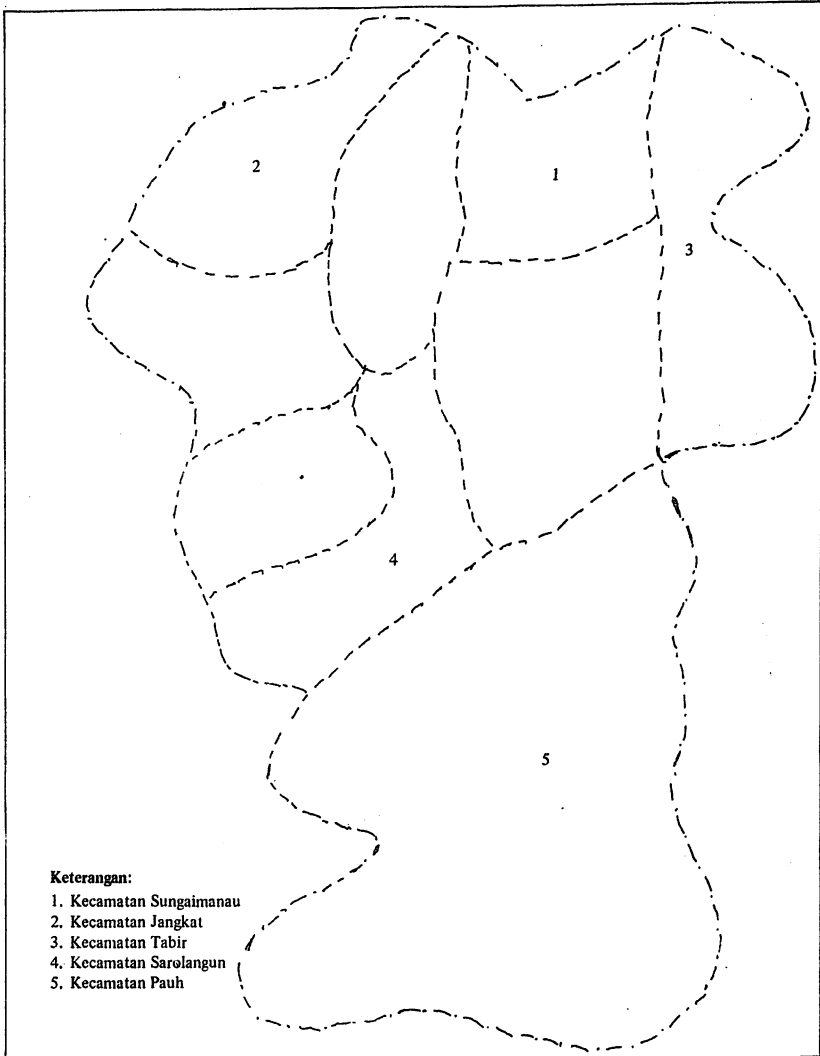 2
1
3
4
5
Keterangan:
1. Kecamatan Sungaimanau
2. Kecamatan Jangkat
3. Kecamatan Tabir
4. Kecamatan Sarolangun
5. Kecamatan Pauh